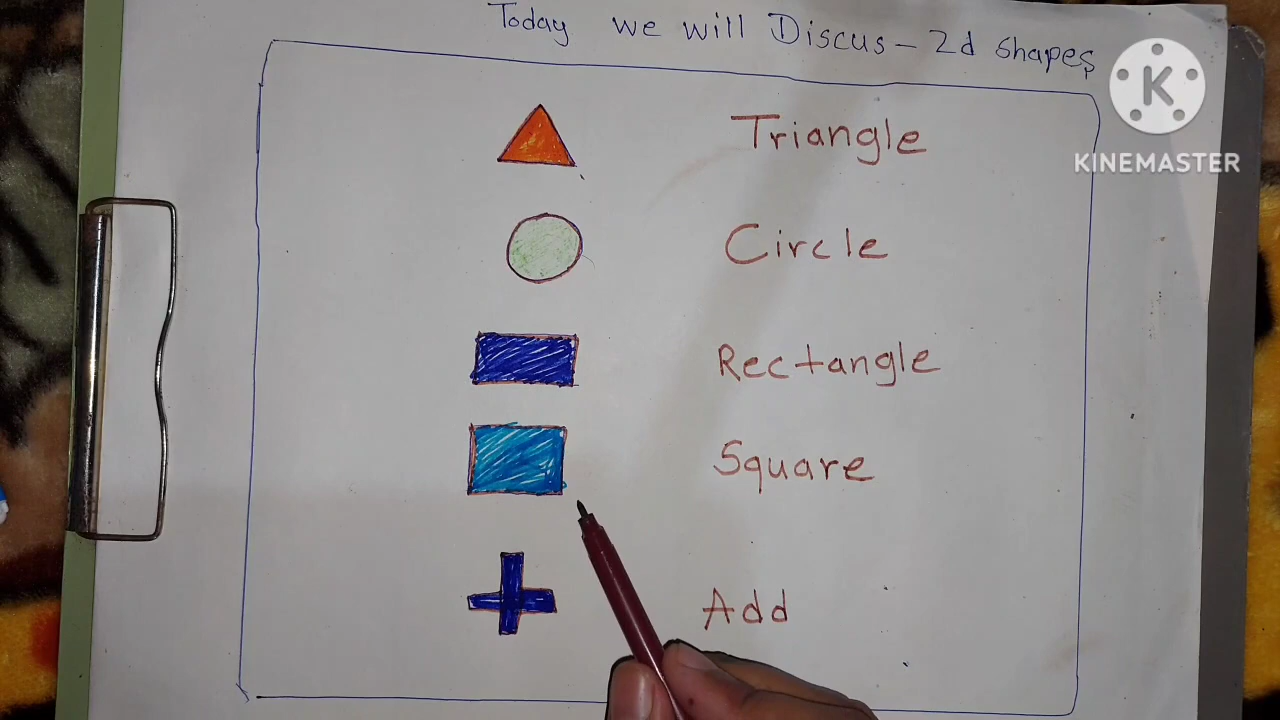 Today we will Discus - 2d shapes
K
KINEMASTER
Triangle
Circle
Rectangle
Square
Add